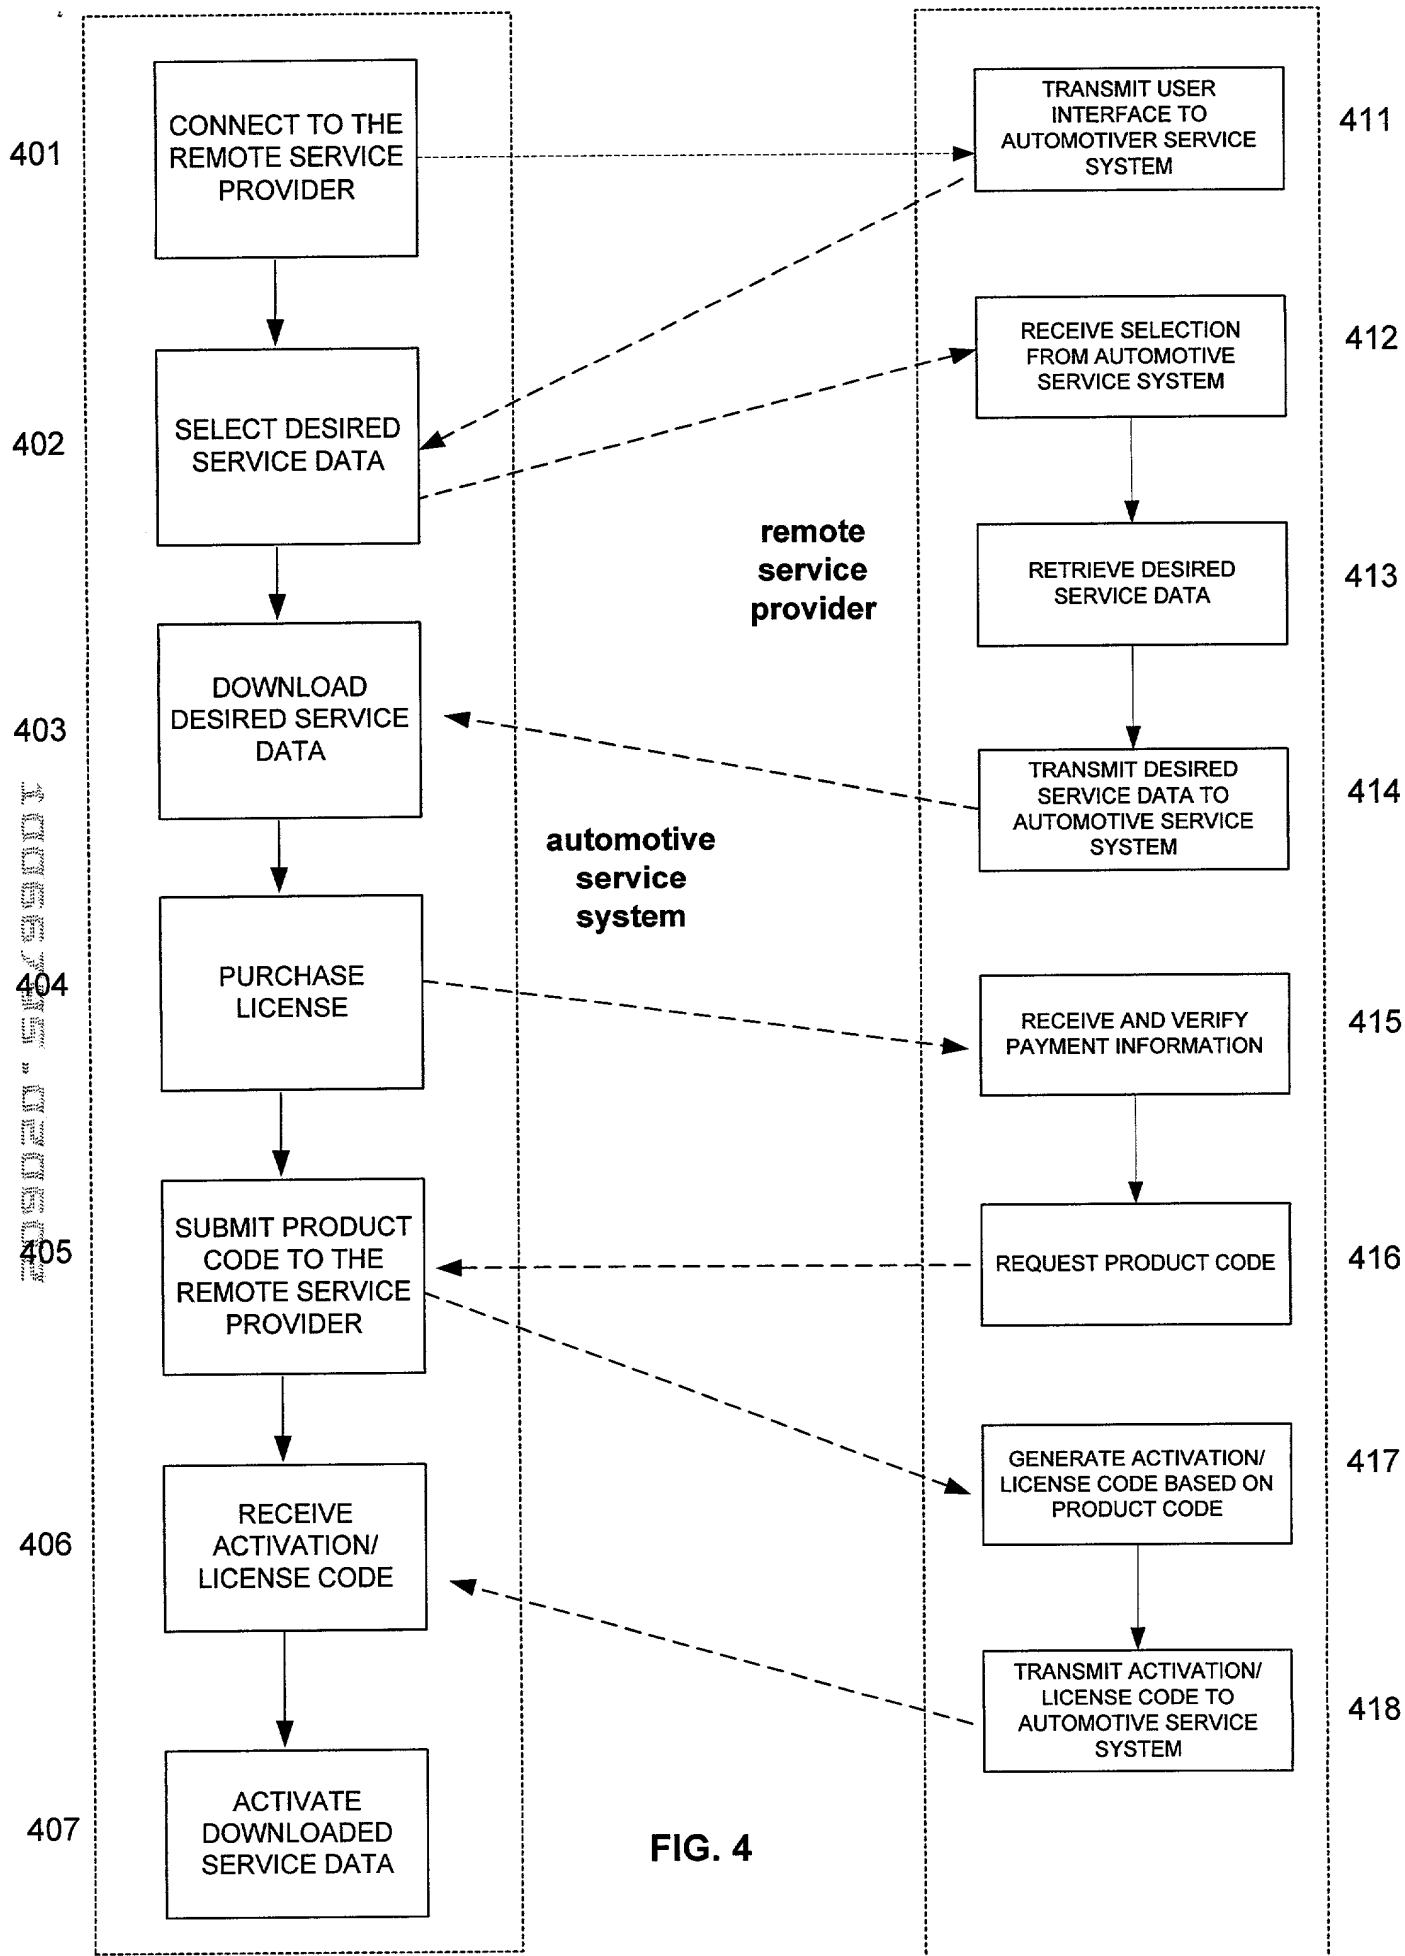 401
CONNECT TO THE
REMOTE SERVICE
PROVIDER
402
SELECT DESIRED
SERVICE DATA
403
DOWNLOAD
DESIRED SERVICE
DATA
404
PURCHASE
LICENSE
405
SUBMIT PRODUCT
CODE TO THE
REMOTE SERVICE
PROVIDER
406
RECEIVE
ACTIVATION/
LICENSE CODE
407
ACTIVATE
DOWNLOADED
SERVICE DATA
automotive
service
system
remote
service
provider
TRANSMIT USER
INTERFACE TO
AUTOMOTIVER SERVICE
SYSTEM
411
RECEIVE SELECTION
FROM AUTOMOTIVE
SERVICE SYSTEM
412
RETRIEVE DESIRED
SERVICE DATA
413
TRANSMIT DESIRED
SERVICE DATA TO
AUTOMOTIVE SERVICE
SYSTEM
414
RECEIVE AND VERIFY
PAYMENT INFORMATION
415
REQUEST PRODUCT CODE
416
GENERATE ACTIVATION/
LICENSE CODE BASED ON
PRODUCT CODE
417
TRANSMIT ACTIVATION/
LICENSE CODE TO
AUTOMOTIVE SERVICE
SYSTEM
418
FIG. 4